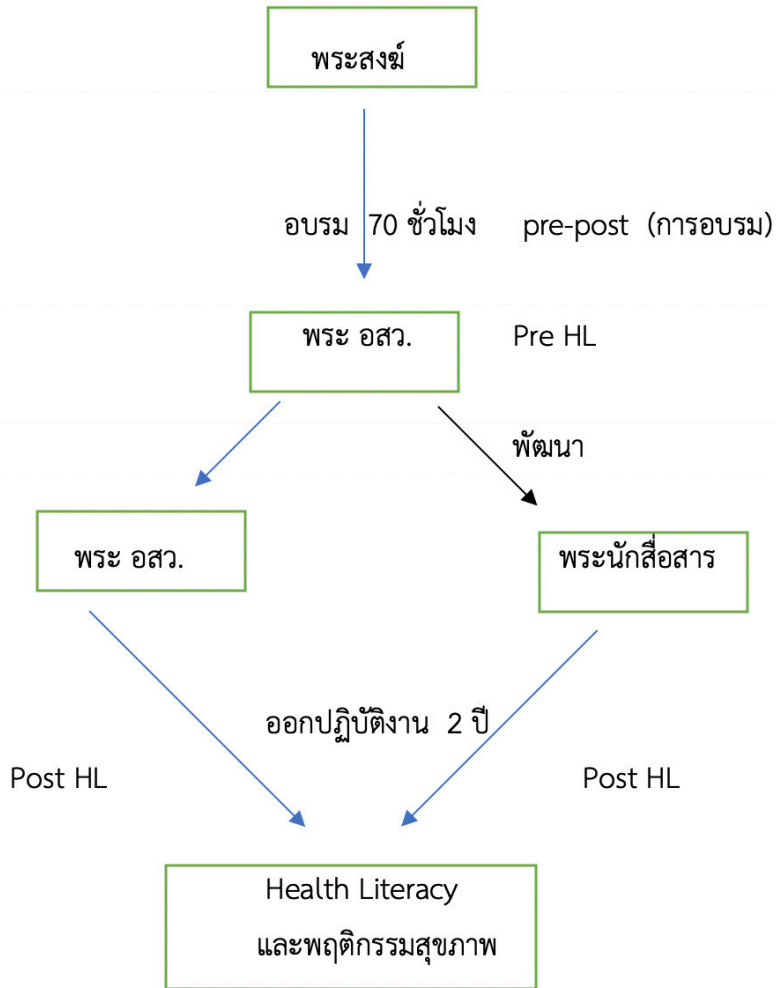 พระสงฆ์
อบรม 70 ชั่วโมง pre-post (การอบรม)
พระ อสว. Pre HL
พัฒนา
พระ อสว. พระนักสื่อสาร
ออกปฏิบัติงาน 2 ปี
Post HL Post HL
Health Literacy
และพฤติกรรมสุขภาพ